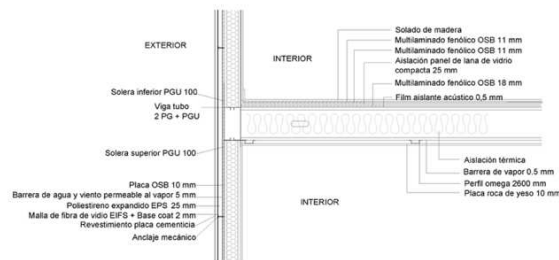 Solado de madera
Multilaminado fenólico OSB 11 mm
EXTERIOR
Multilaminado fenólico OSB 11 mm
INTERIOR
Aislación panel de lana de vidrio
compacta 25 mm
Multilaminado fenólico OSB 18 mm
Solera inferior PGU 100
Film aislante acústico 0,5 mm
Viga tubo
2 PG + PGU
Solera superior PGU 100
Aislación térmica
Placa OSB 10 mm
Barrera de vapor 0.5 mm
Barrera de agua y viento permeable al vapor 5 mm
Perfil omega 2600 mm
Poliestireno expandido EPS 25 mm
INTERIOR
Placa roca de yeso 10 mm
Malla de fibra de vidio EIFS + Base coat 2 mm
Revestimiento placa cementicia
Anclaje mecánico